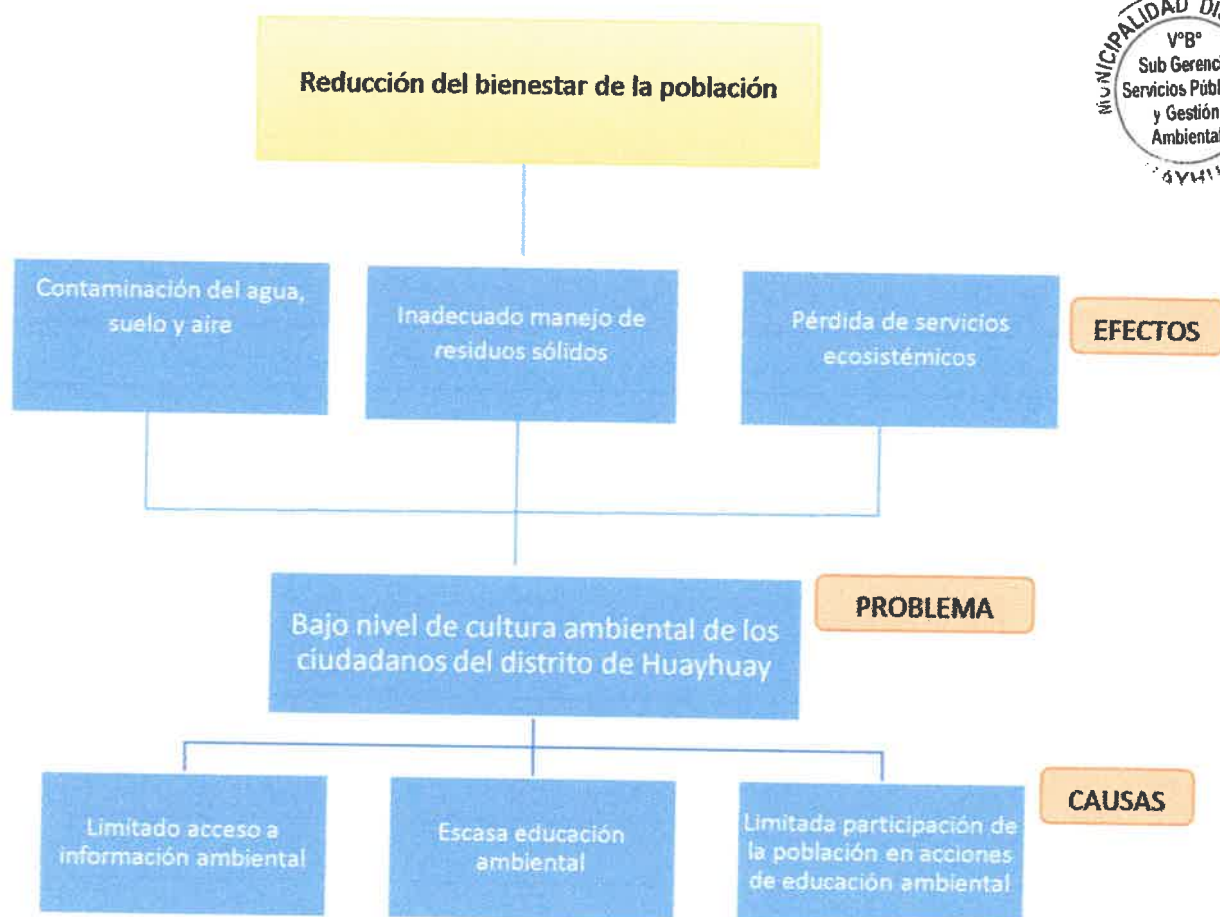 Reducción del bienestar de la población
V°B°
Sub Gerenci
Servicios Públ
y Gestión
Ambiental
Contaminación del agua,
suelo y aire
Inadecuado manejo de
residuos sólidos
Pérdida de servicios
ecosistémicos
EFECTOS
PROBLEMA
Bajo nivel de cultura ambiental de los
ciudadanos del distrito de Huayhuay
CAUSAS
Limitado acceso a
información ambiental
Escasa educación
ambiental
Limitada participación de
la población en acciones
de educación ambiental